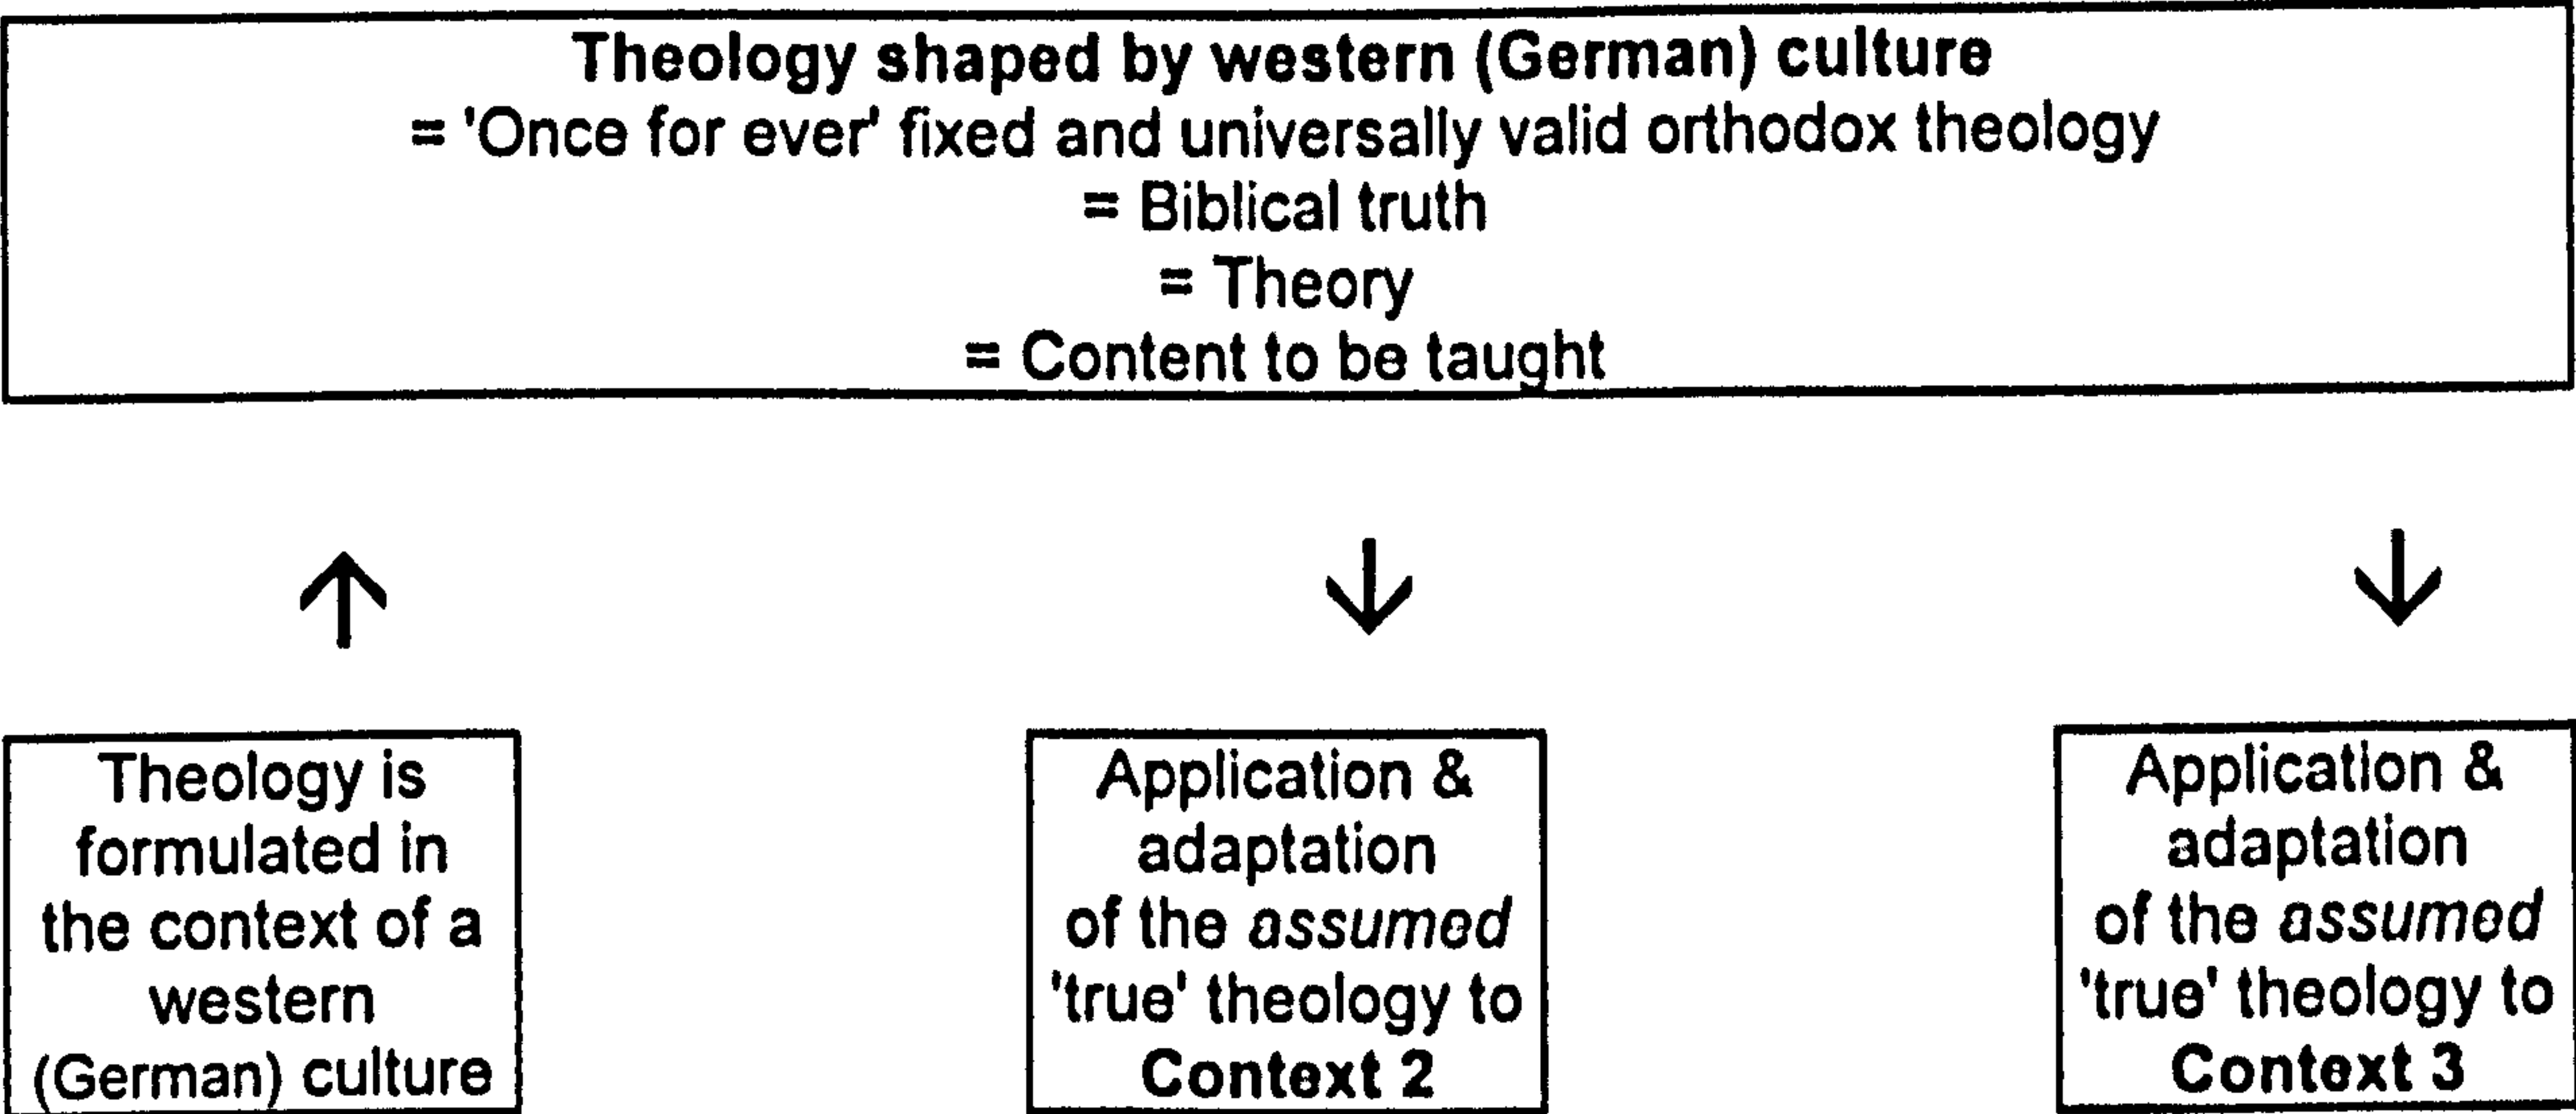 Theology shaped by western (German) culture
= 'Once for ever' fixed and universally valid orthodox theology
= Biblical truth
= Theory
= Content to be taught
↑
↓
↓
Theology is
formulated in
the context of a
western
(German) culture
Application &
adaptation
of the assumed
'true' theology to
Context 2
Application &
adaptation
of the assumed
'true' theology to
Context 3